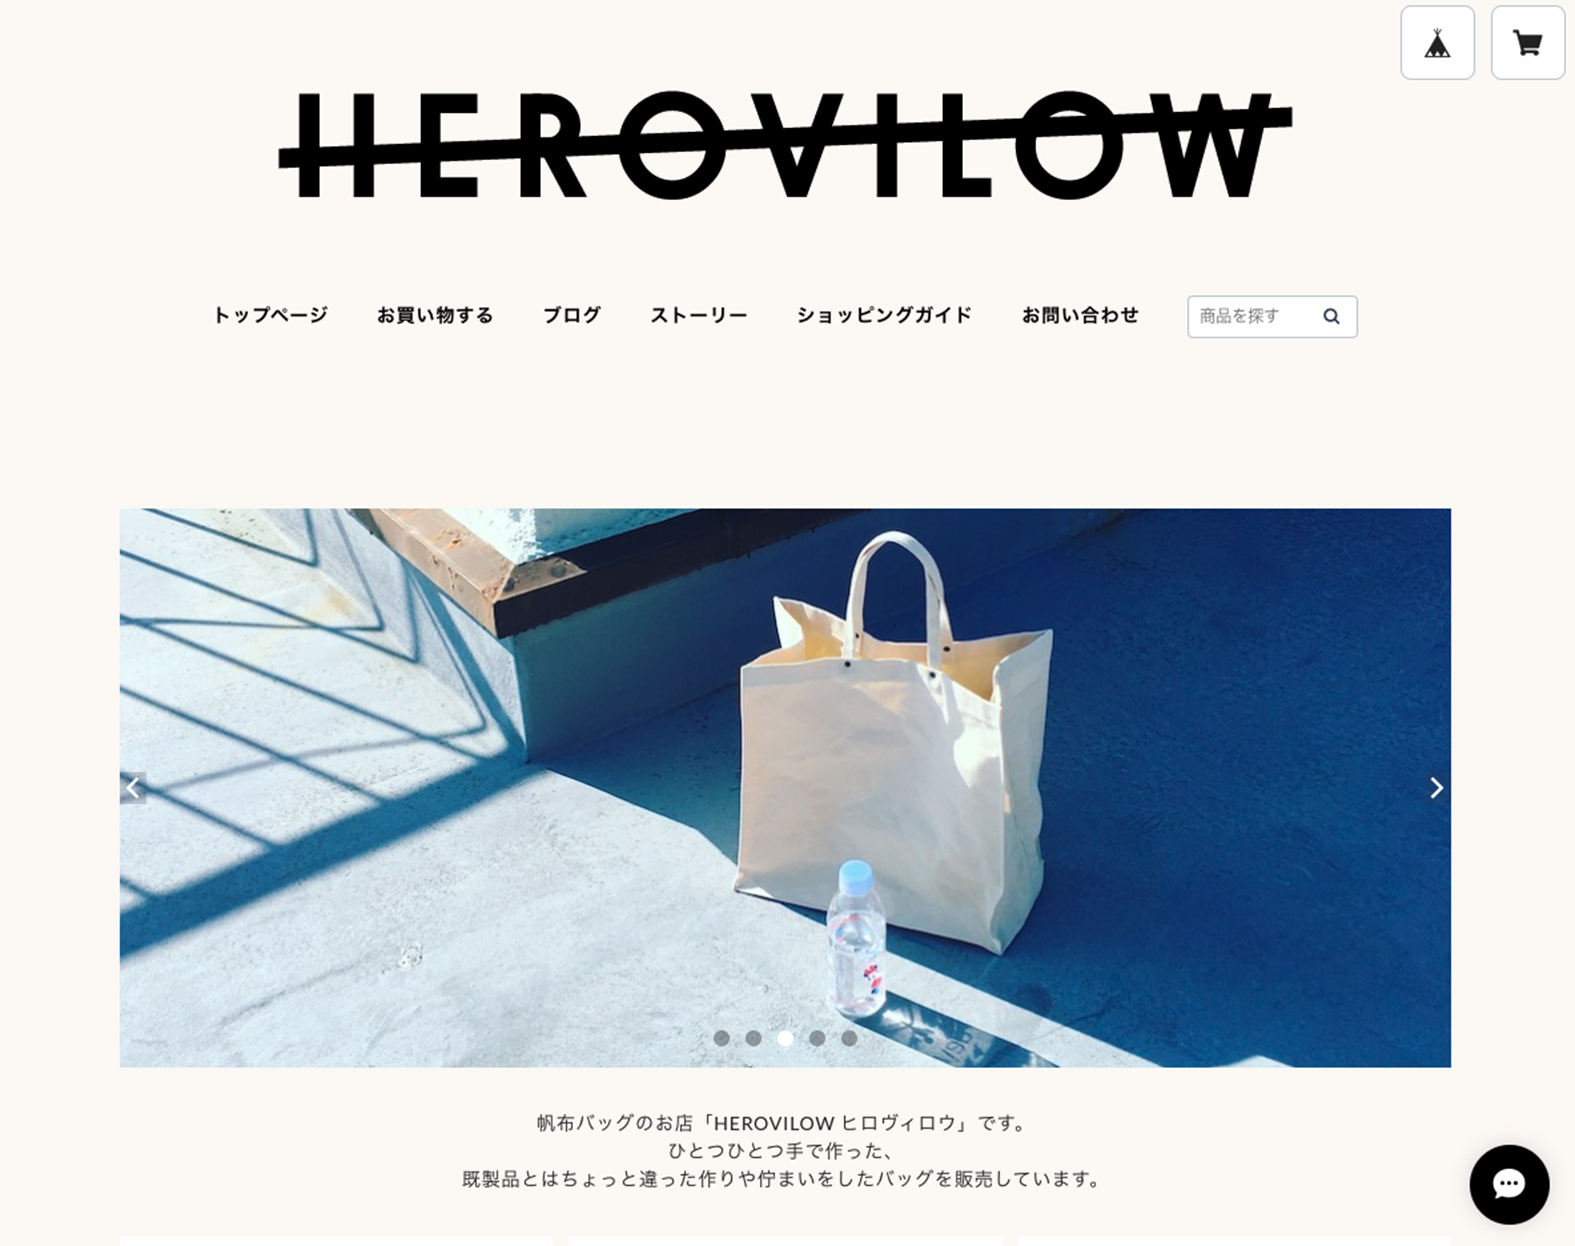 HEROVILOW
トップページ
お買い物する
ブログ
ストーリー
ショッピングガイド
お問い合わせ
商品を探す
帆布バッグのお店「HEROVILOW ヒロヴィロウ」です。
ひとつひとつ手で作った、
既製品とはちょっと違った作りや佇まいをしたバッグを販売しています。